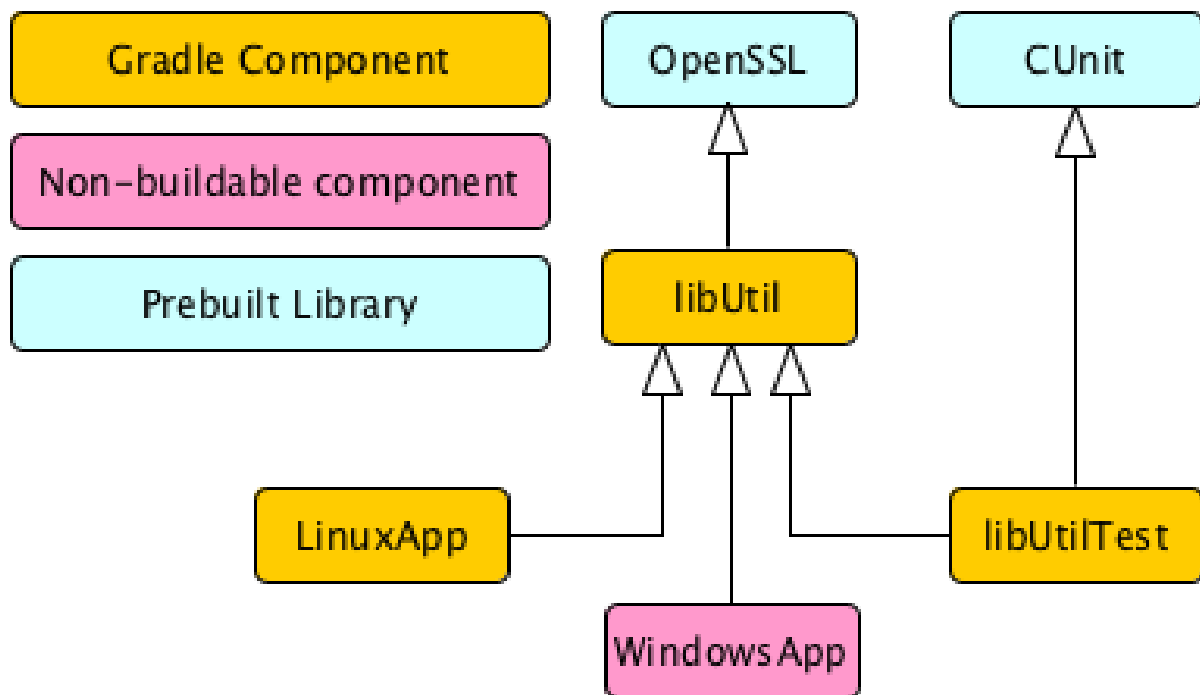 Gradle Component
OpenSSL
CUnit
Non-buildable component
Prebuilt Library
libUtil
LinuxApp
libUtilTest
WindowsApp